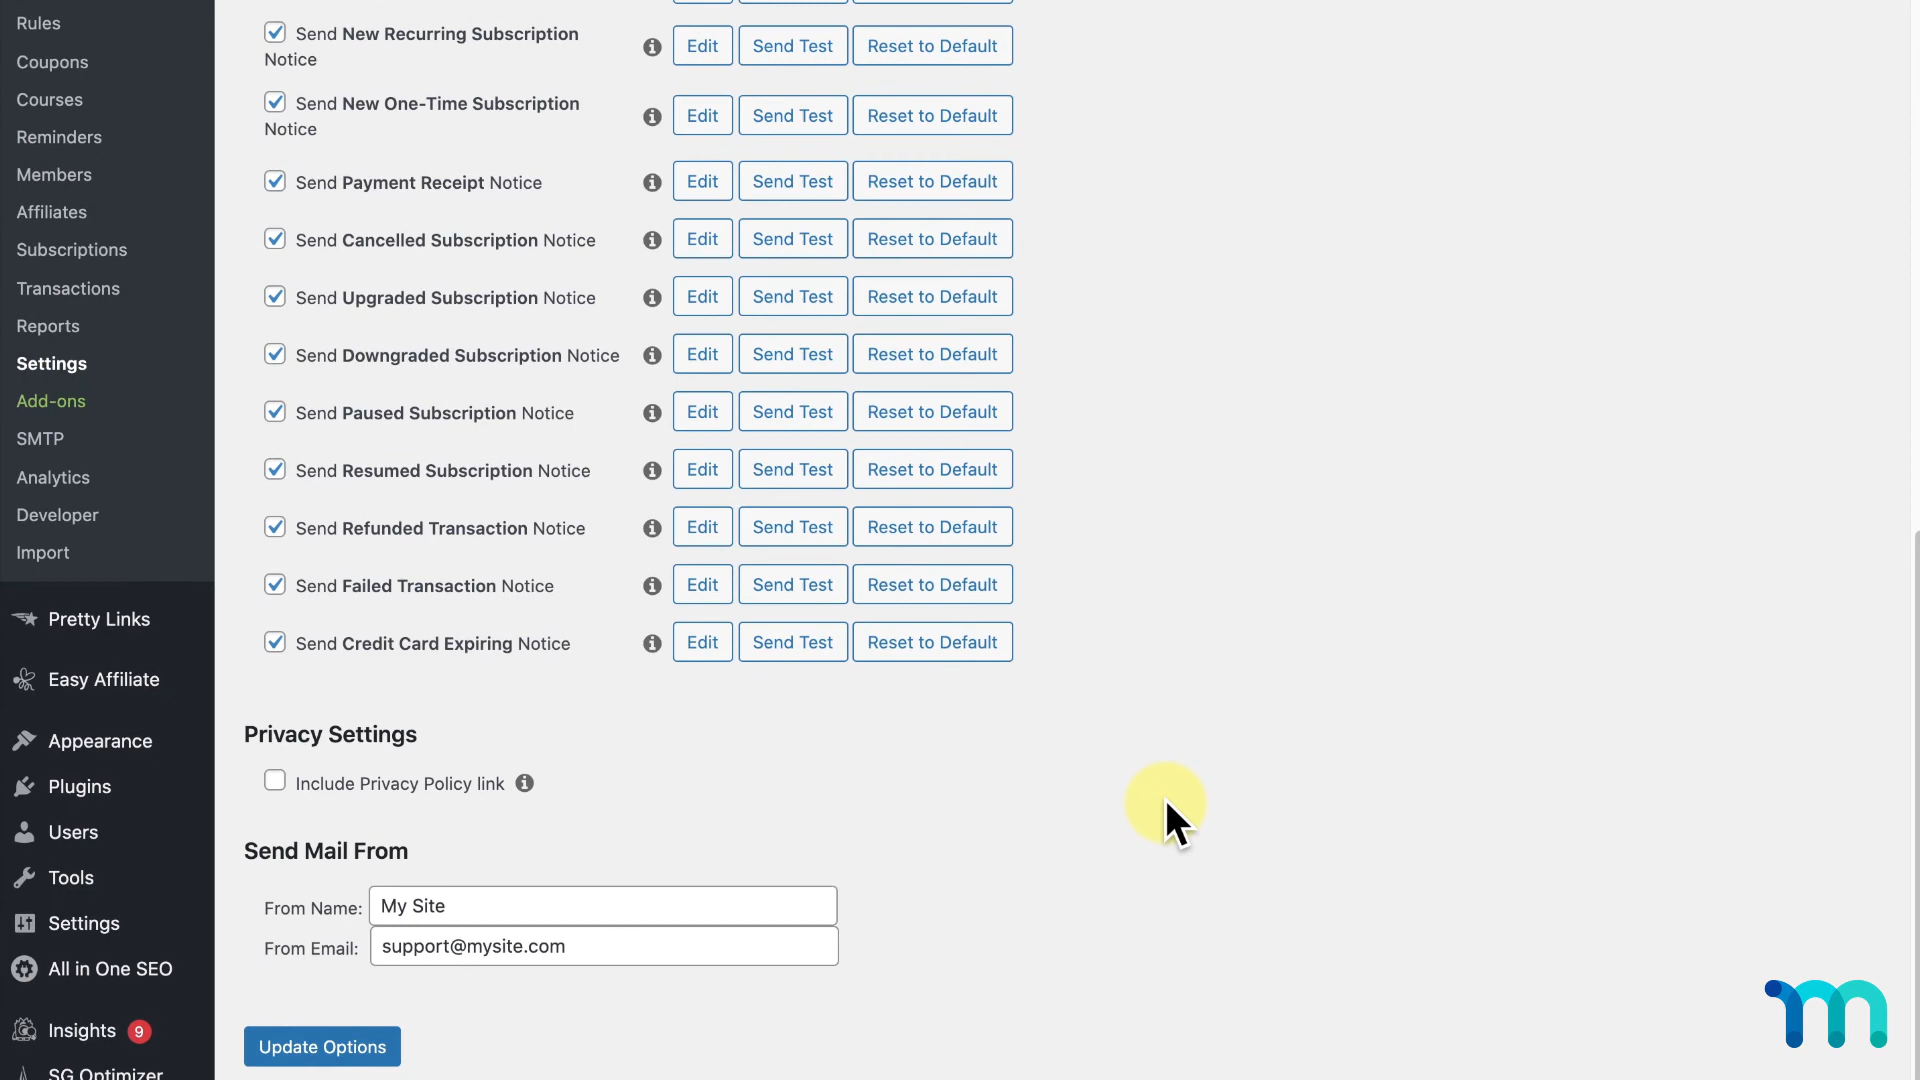 Rules
Coupons
Courses
Reminders
Members
Affiliates
Subscriptions
Transactions
Reports
Settings
Add-ons
SMTP
Analytics
Developer
Import
Pretty Links
Easy Affiliate
Appearance
Plugins
Users
Tools
Settings
All in One SEO
Insights 9
SG Optimizer
Send New Recurring Subscription
Notice
Edit Send Test Reset to Default
Send New One-Time Subscription
Notice
Edit Send Test Reset to Default
Send Payment Receipt Notice Edit Send Test Reset to Default
Send Cancelled Subscription Notice Edit Send Test Reset to Default
Send Upgraded Subscription Notice Edit Send Test Reset to Default
Send Downgraded Subscription Notice Edit Send Test Reset to Default
Send Paused Subscription Notice Edit Send Test Reset to Default
Send Resumed Subscription Notice Edit Send Test Reset to Default
Send Refunded Transaction Notice Edit Send Test Reset to Default
Send Failed Transaction Notice Edit Send Test Reset to Default
Send Credit Card Expiring Notice Edit Send Test Reset to Default
Privacy Settings
Include Privacy Policy link
Send Mail From
From Name: My Site
From Email: support@mysite.com
Update Options
m